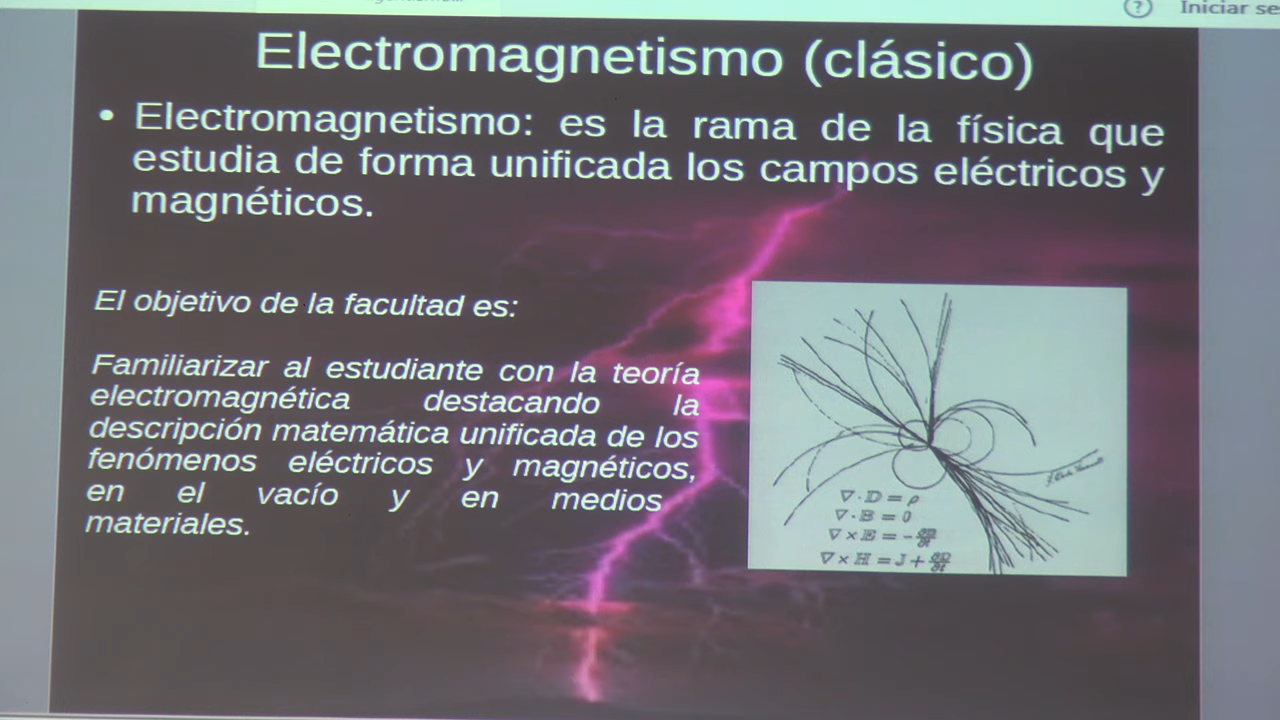 Iniciar se
Electromagnetismo (clásico)
• Electromagnetismo: es la rama de la física que
estudia de forma unificada los campos eléctricos y
magnéticos.
El objetivo de la facultad es:
Familiarizar al estudiante con la teoría
electromagnética destacando la
descripción matemática unificada de los
fenómenos eléctricos y magnéticos,
en el vacío y en medios
materiales.
∇·D = ρ
∇·B = 0
∇×E = -∂B/∂t
∇×H = J + ∂D/∂t